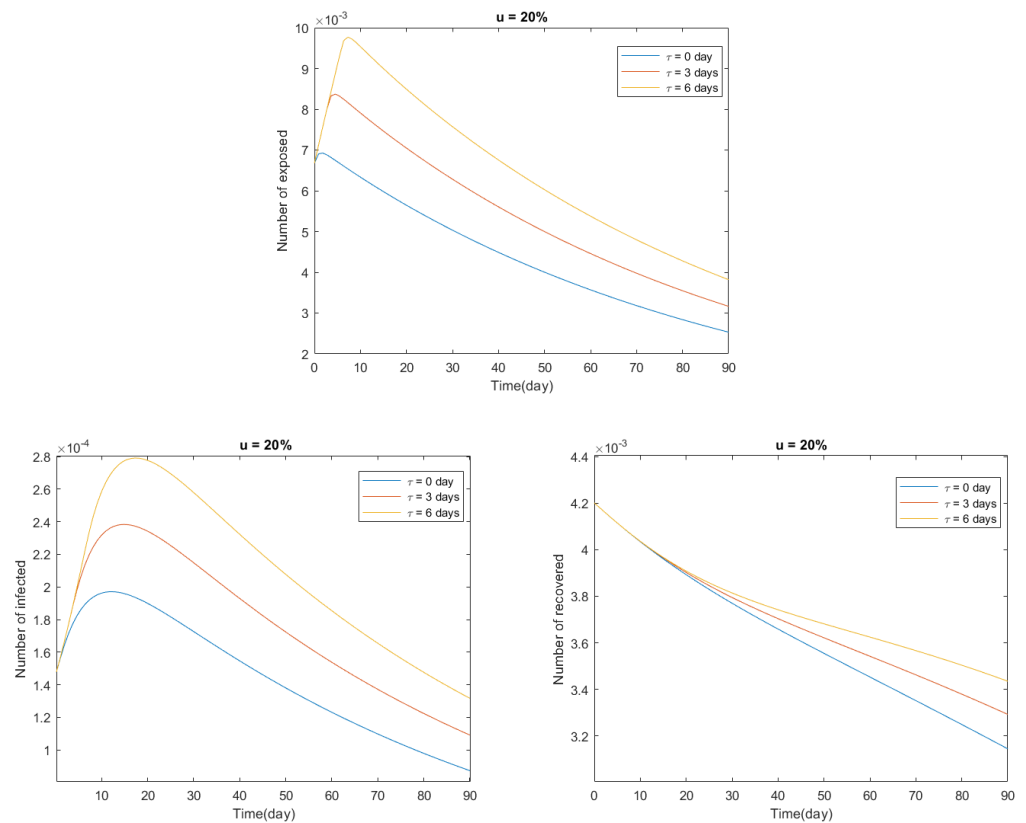 ×10⁻³
u = 20%
10
9
8
7
6
5
4
3
2
Number of exposed
τ = 0 day
τ = 3 days
τ = 6 days
0 10 20 30 40 50 60 70 80 90
Time(day)
×10⁻⁴
u = 20%
2.8
2.6
2.4
2.2
2
1.8
1.6
1.4
1.2
1
Number of infected
τ = 0 day
τ = 3 days
τ = 6 days
10 20 30 40 50 60 70 80 90
Time(day)
×10⁻³
u = 20%
4.4
4.2
4
3.8
3.6
3.4
3.2
Number of recovered
τ = 0 day
τ = 3 days
τ = 6 days
0 10 20 30 40 50 60 70 80 90
Time(day)